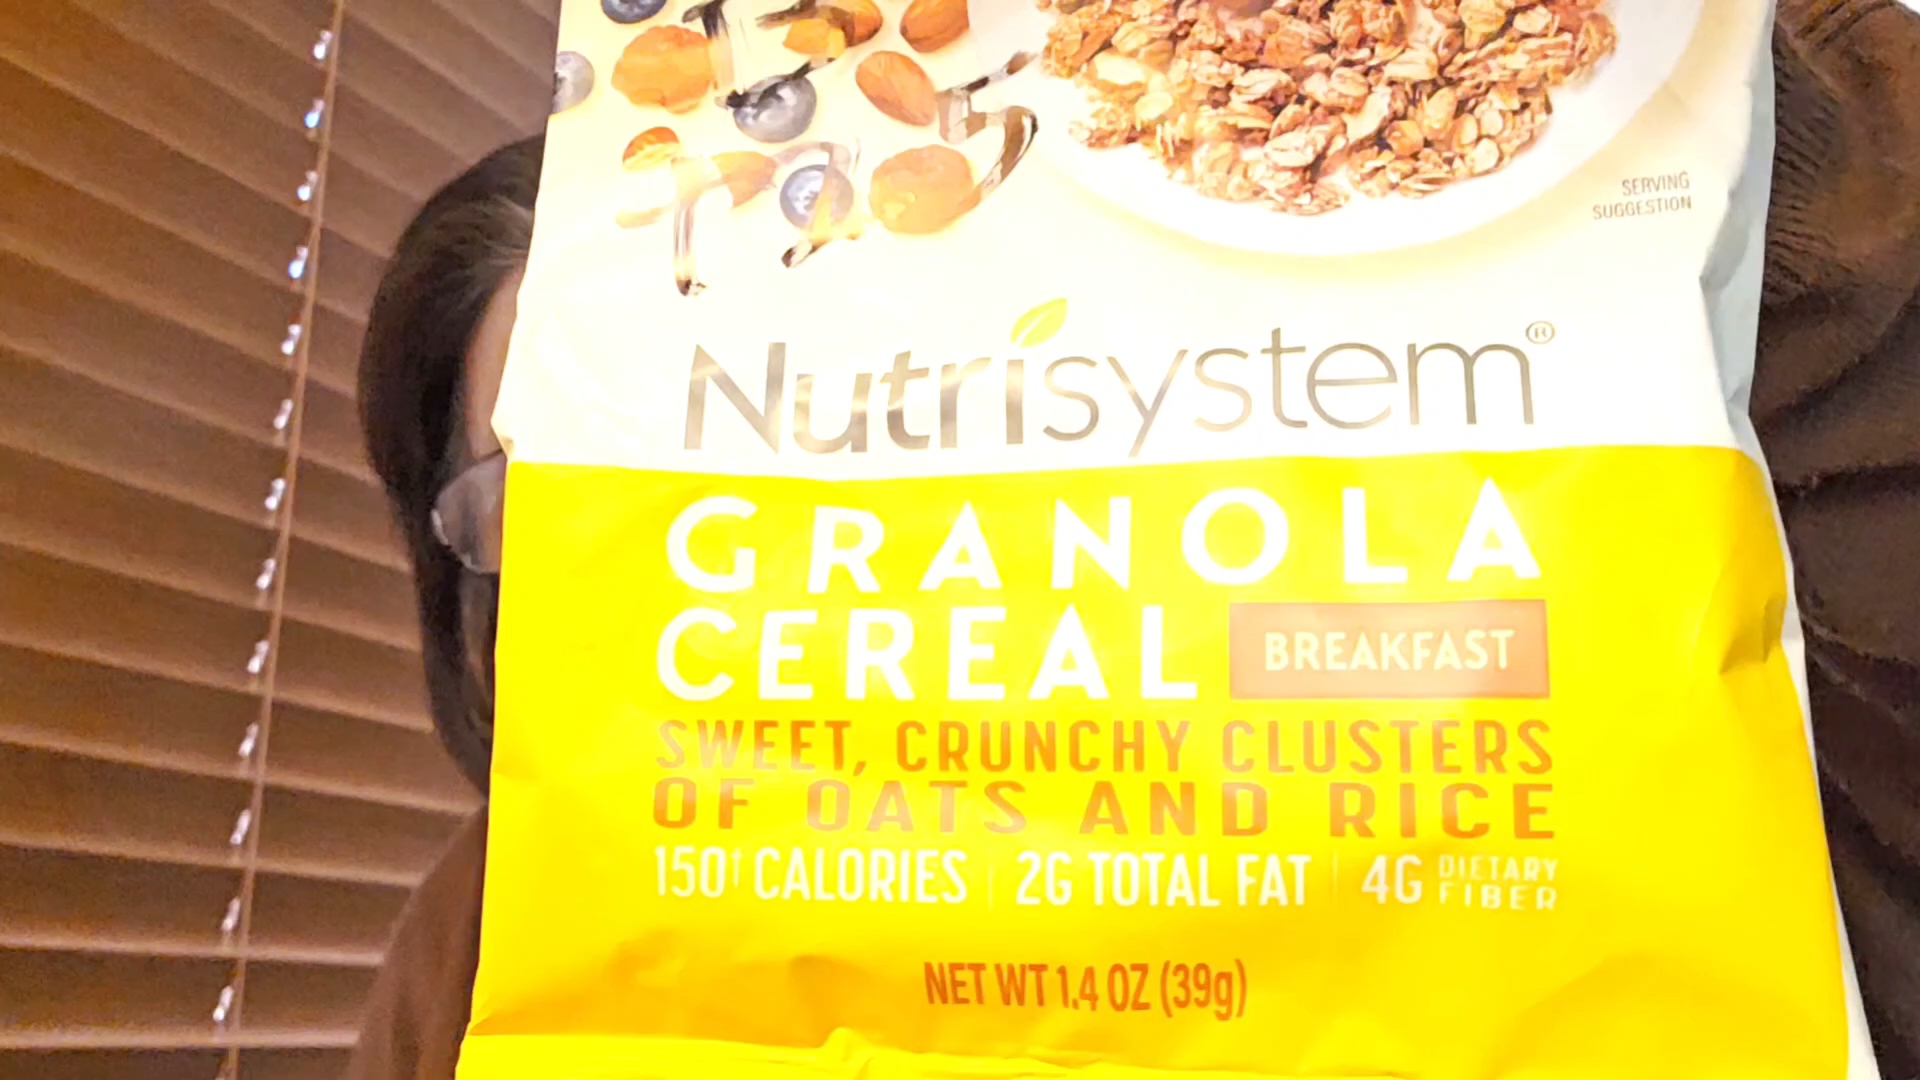 SERVING
SUGGESTION
Nutrisystem®
GRANOLA
CEREAL BREAKFAST
SWEET, CRUNCHY CLUSTERS
OF OATS AND RICE
150† CALORIES | 2G TOTAL FAT | 4G DIETARY FIBER
NET WT 1.4 OZ (39g)